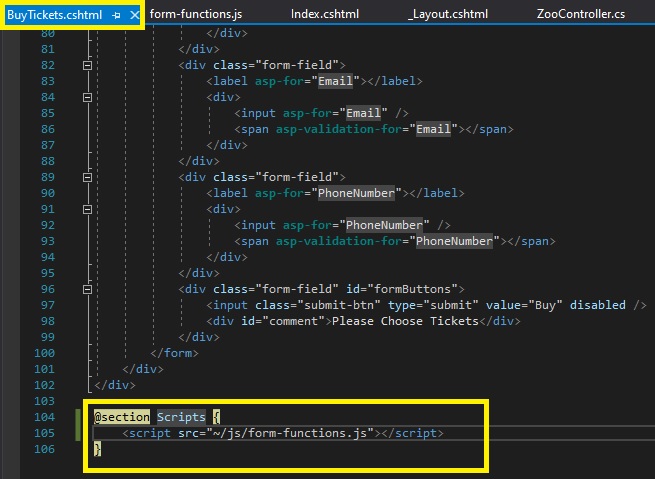 BuyTickets.cshtml form-functions.js Index.cshtml _Layout.cshtml ZooController.cs
80 </div>
81 </div>
82 <div class="form-field">
83 <label asp-for="Email"></label>
84 <div>
85 <input asp-for="Email" />
86 <span asp-validation-for="Email"></span>
87 </div>
88 </div>
89 <div class="form-field">
90 <label asp-for="PhoneNumber"></label>
91 <div>
92 <input asp-for="PhoneNumber" />
93 <span asp-validation-for="PhoneNumber"></span>
94 </div>
95 </div>
96 <div class="form-field" id="formButtons">
97 <input class="submit-btn" type="submit" value="Buy" disabled />
98 <div id="comment">Please Choose Tickets</div>
99 </div>
100 </form>
101 </div>
102 </div>
103
104 @section Scripts {
105 <script src="~/js/form-functions.js"></script>
106 }